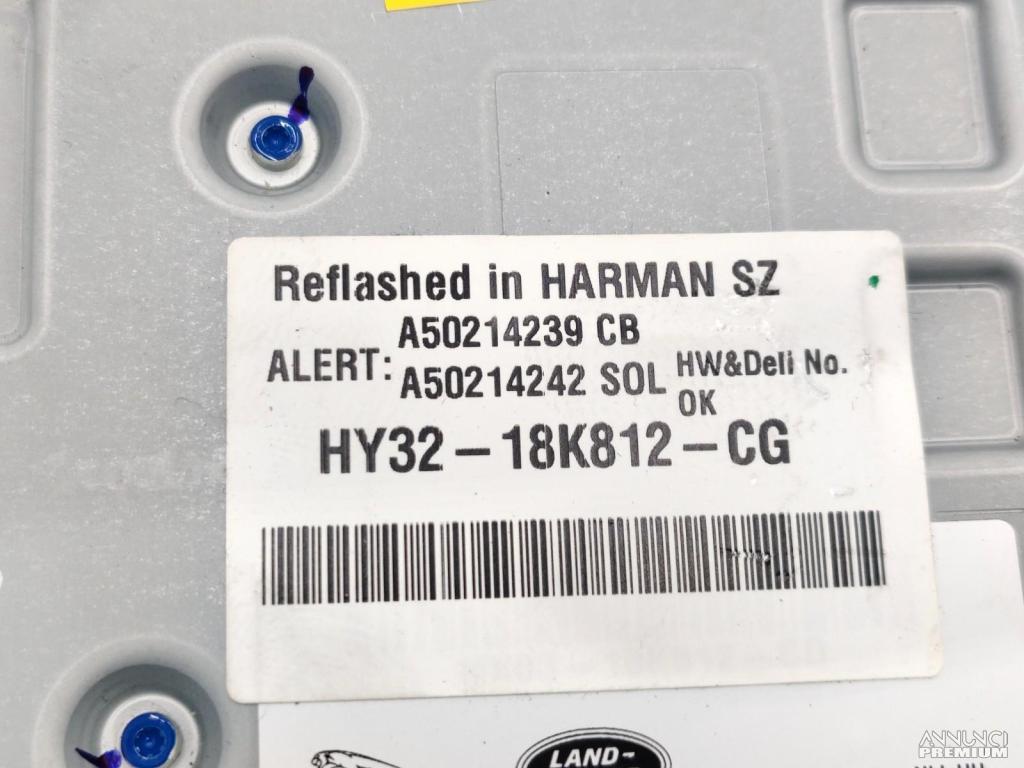 Reflashed in HARMAN SZ
A50214239 CB
ALERT:
A50214242 SOL
HW&Deli No.
OK
HY32-18K812-CG
LAND-
ANNUNCI
PREMIUM